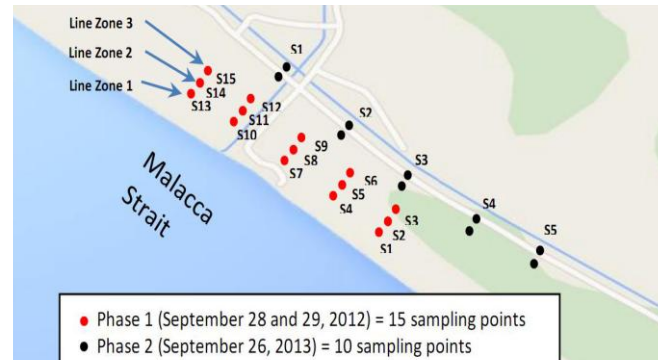 Line Zone 3
Line Zone 2
Line Zone 1
S1
S15
S14
S13
S12
S11
S10
S2
S9
S8
S7
S3
S6
S5
S4
S4
S3
S2
S1
S5
Malacca
Strait
• Phase 1 (September 28 and 29, 2012) = 15 sampling points
• Phase 2 (September 26, 2013) = 10 sampling points